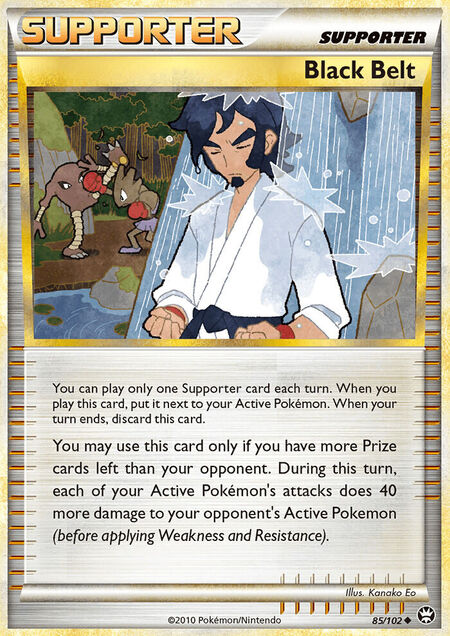 SUPPORTER
SUPPORTER
Black Belt
You can play only one Supporter card each turn. When you
play this card, put it next to your Active Pokémon. When your
turn ends, discard this card.
You may use this card only if you have more Prize
cards left than your opponent. During this turn,
each of your Active Pokémon's attacks does 40
more damage to your opponent's Active Pokemon
(before applying Weakness and Resistance).
Illus. Kanako Eo
©2010 Pokémon/Nintendo
85/102